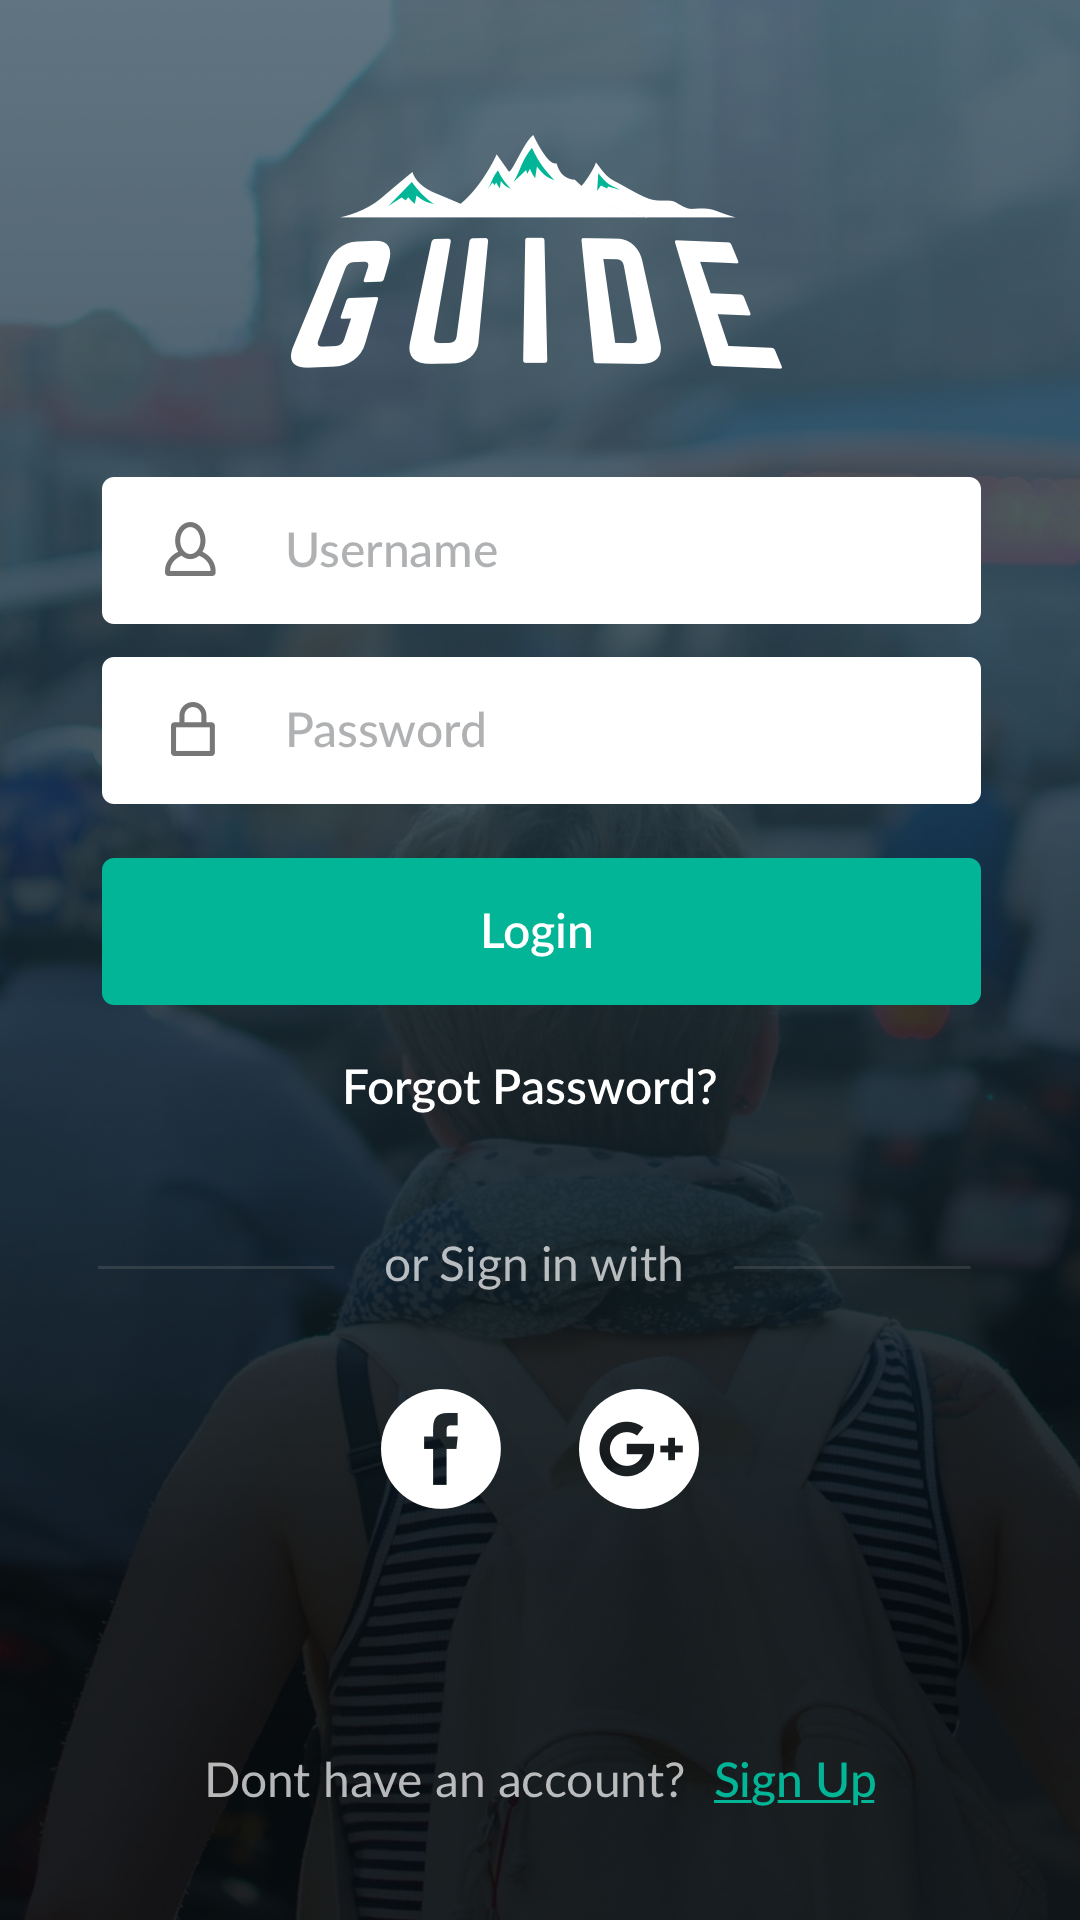 GUIDE
Username
Password
Login
Forgot Password?
or Sign in with
f G+
Dont have an account? Sign Up